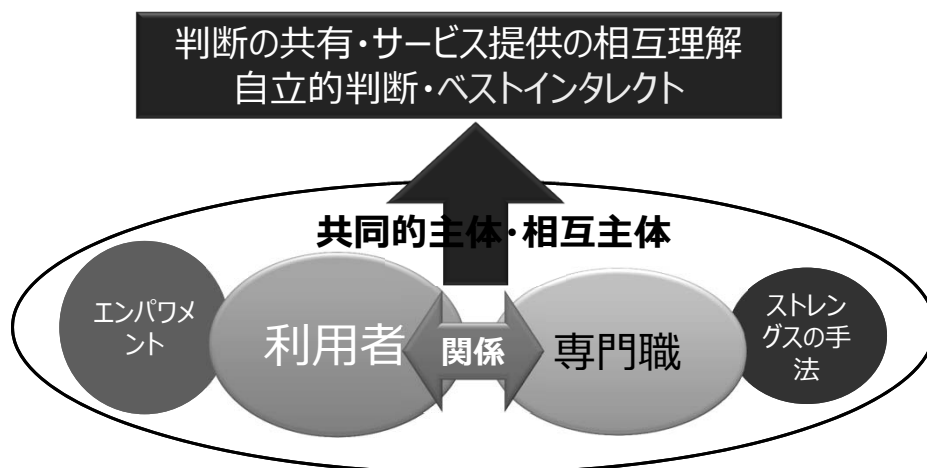 判断の共有・サービス提供の相互理解
自立的判断・ベストインタレクト
共同的主体・相互主体
エンパワメ
ント
利用者
関係
専門職
ストレン
グスの手
法